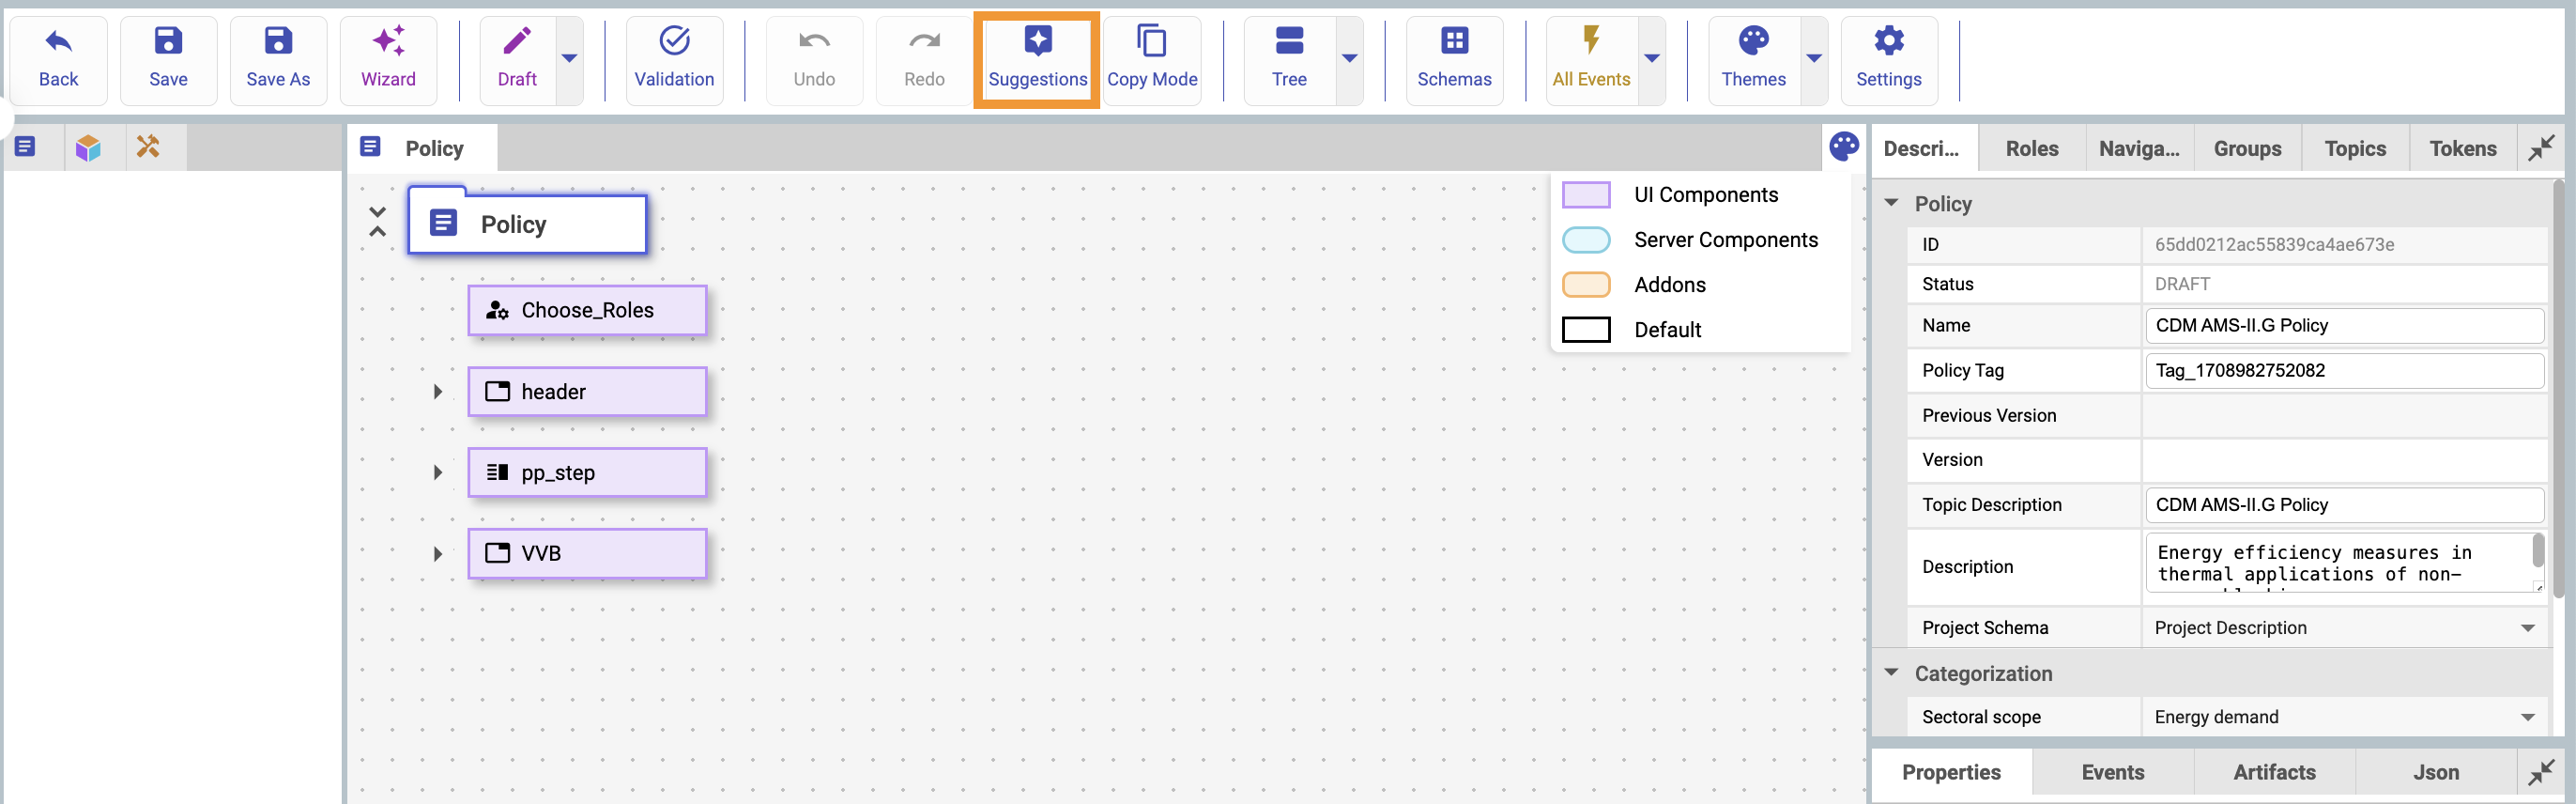 Back
Save
Save As
Wizard
Draft
Validation
Undo
Redo
Suggestions
Copy Mode
Tree
Schemas
All Events
Themes
Settings
Policy
Policy
Choose_Roles
header
pp_step
VVB
UI Components
Server Components
Addons
Default
Descri...
Roles
Naviga...
Groups
Topics
Tokens
Policy
ID 65dd0212ac55839ca4ae673e
Status DRAFT
Name CDM AMS-II.G Policy
Policy Tag Tag_1708982752082
Previous Version
Version
Topic Description CDM AMS-II.G Policy
Description Energy efficiency measures in
thermal applications of non-
Project Schema Project Description
Categorization
Sectoral scope Energy demand
Properties
Events
Artifacts
Json